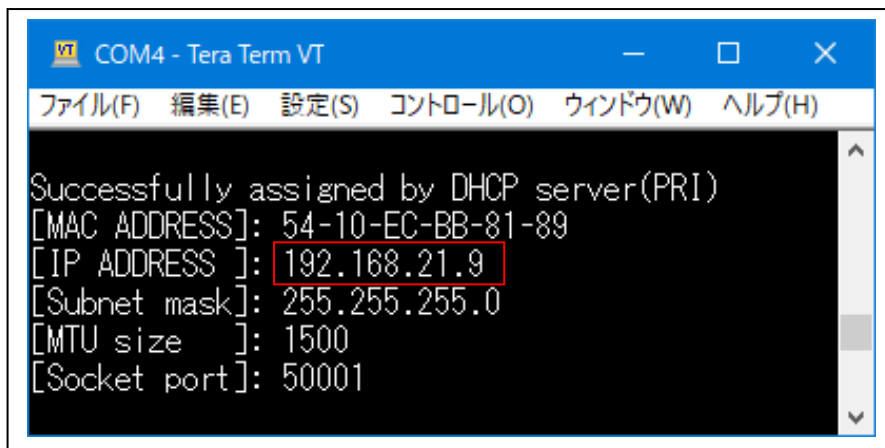 COM4 - Tera Term VT
ファイル(F) 編集(E) 設定(S) コントロール(O) ウィンドウ(W) ヘルプ(H)
Successfully assigned by DHCP server(PRI)
[MAC ADDRESS]: 54-10-EC-BB-81-89
[IP ADDRESS ]: 192.168.21.9
[Subnet mask]: 255.255.255.0
[MTU size   ]: 1500
[Socket port]: 50001